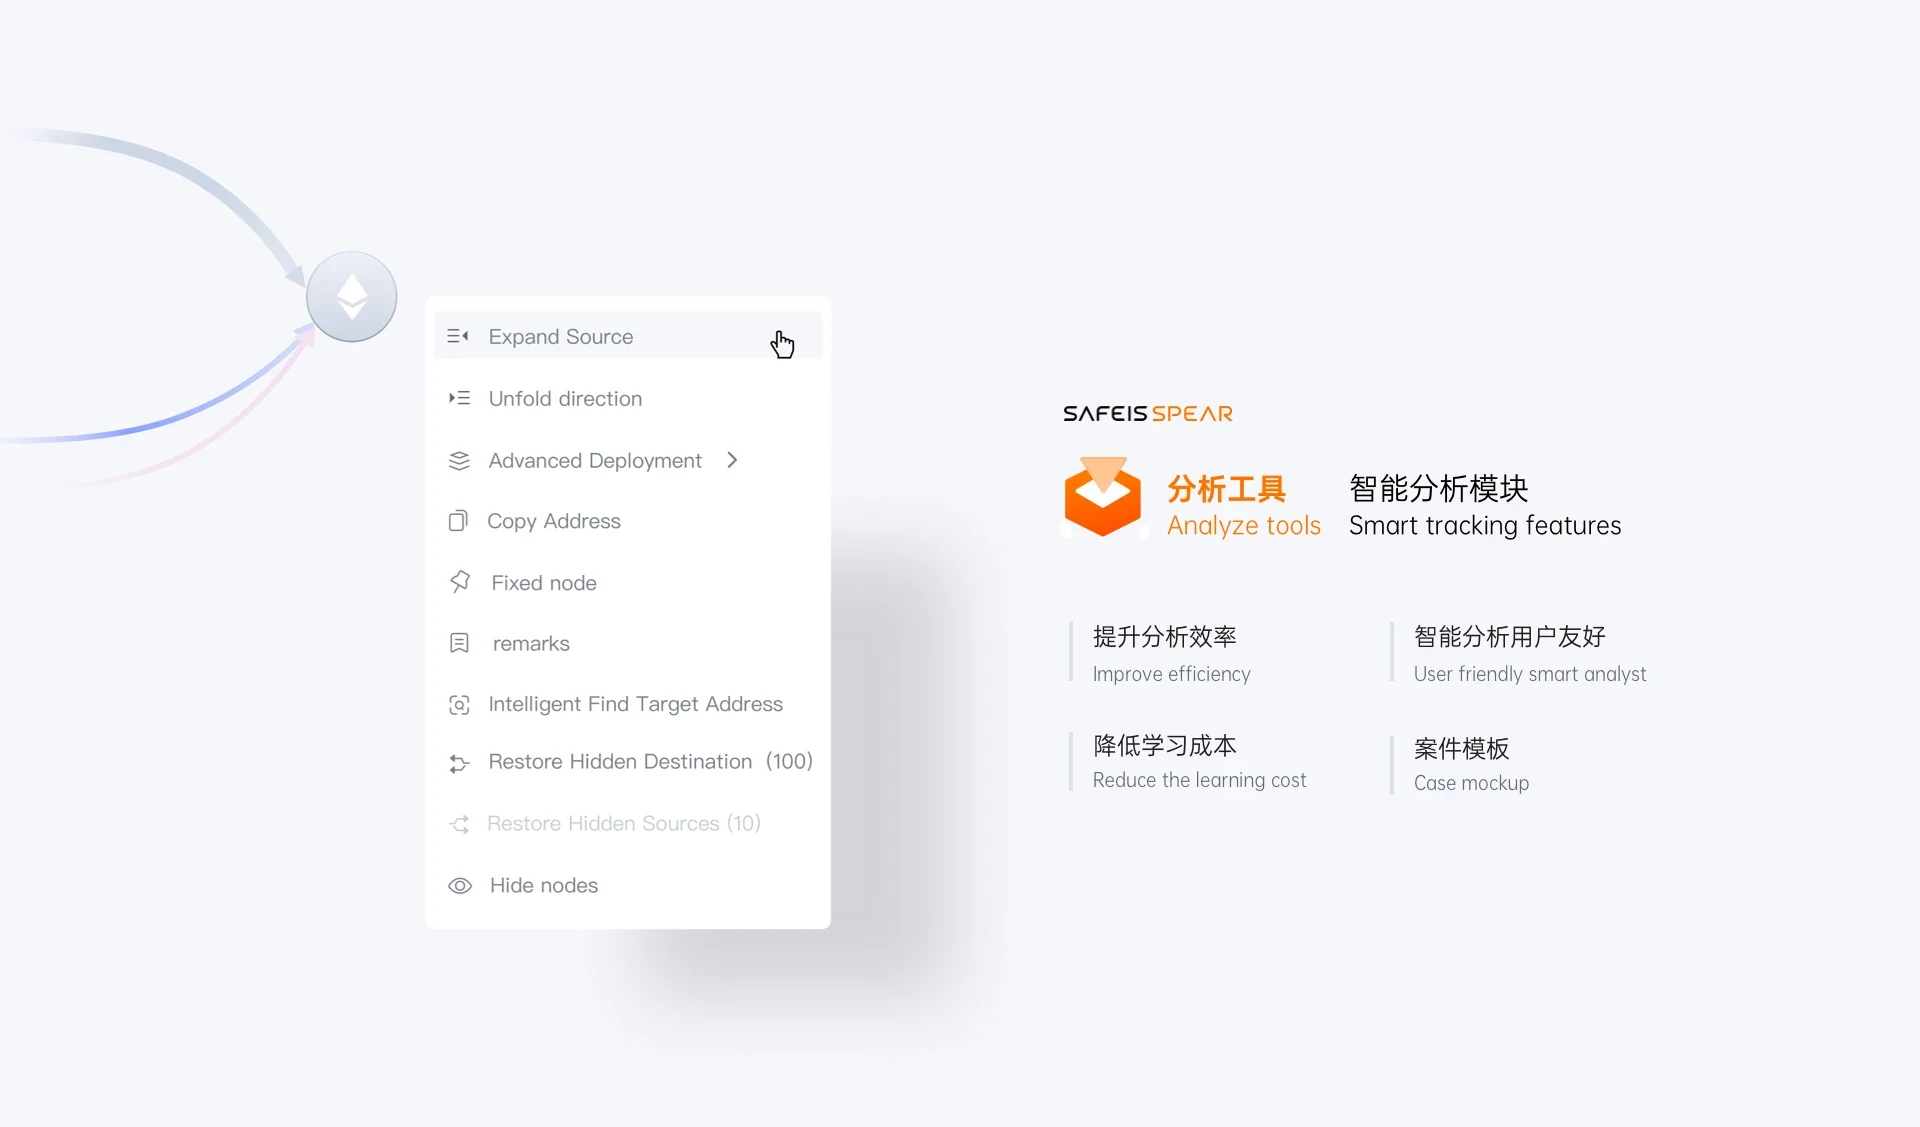 Expand Source
Unfold direction
Advanced Deployment
Copy Address
Fixed node
remarks
Intelligent Find Target Address
Restore Hidden Destination (100)
Restore Hidden Sources (10)
Hide nodes
SAFEIS SPEAR
分析工具
Analyze tools
智能分析模块
Smart tracking features
提升分析效率
Improve efficiency
智能分析用户友好
User friendly smart analyst
降低学习成本
Reduce the learning cost
案件模板
Case mockup